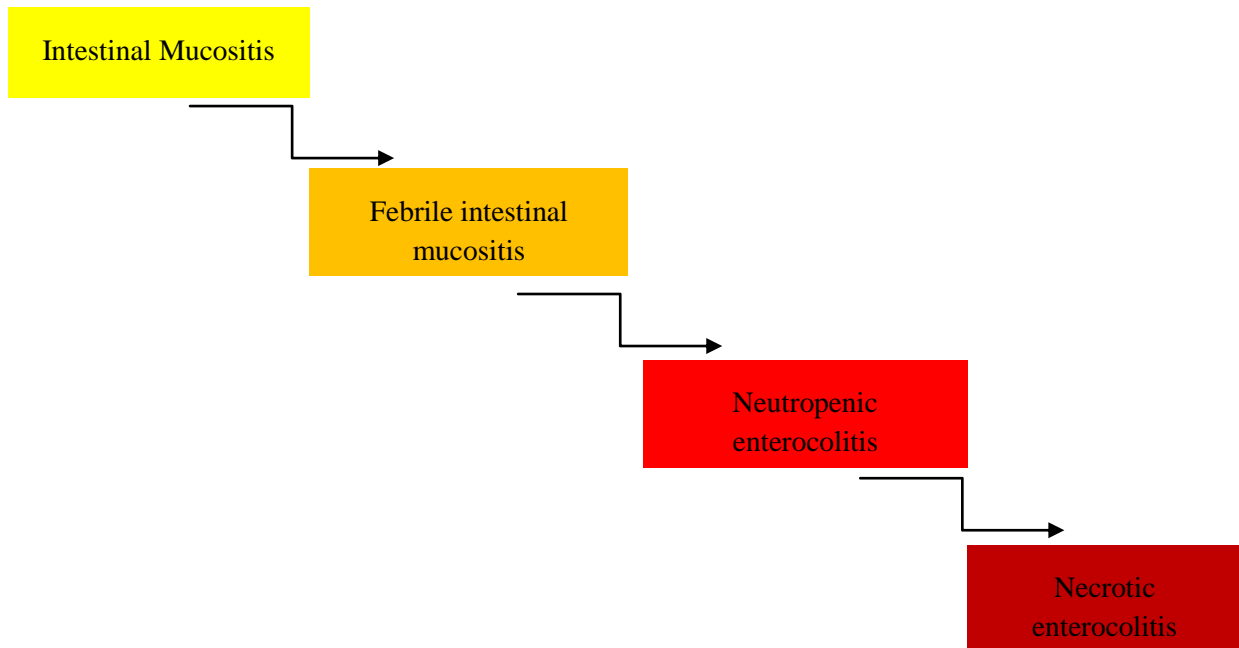 Intestinal Mucositis
Febrile intestinal
mucositis
Neutropenic
enterocolitis
Necrotic
enterocolitis